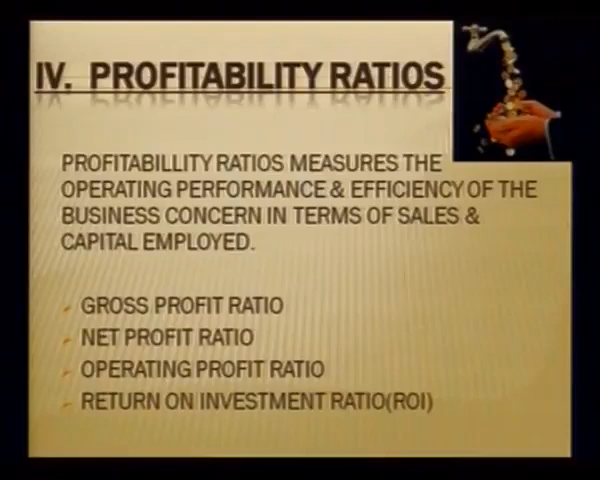 IV. PROFITABILITY RATIOS
PROFITABILLITY RATIOS MEASURES THE
OPERATING PERFORMANCE & EFFICIENCY OF THE
BUSINESS CONCERN IN TERMS OF SALES &
CAPITAL EMPLOYED.
GROSS PROFIT RATIO
NET PROFIT RATIO
OPERATING PROFIT RATIO
RETURN ON INVESTMENT RATIO(ROI)